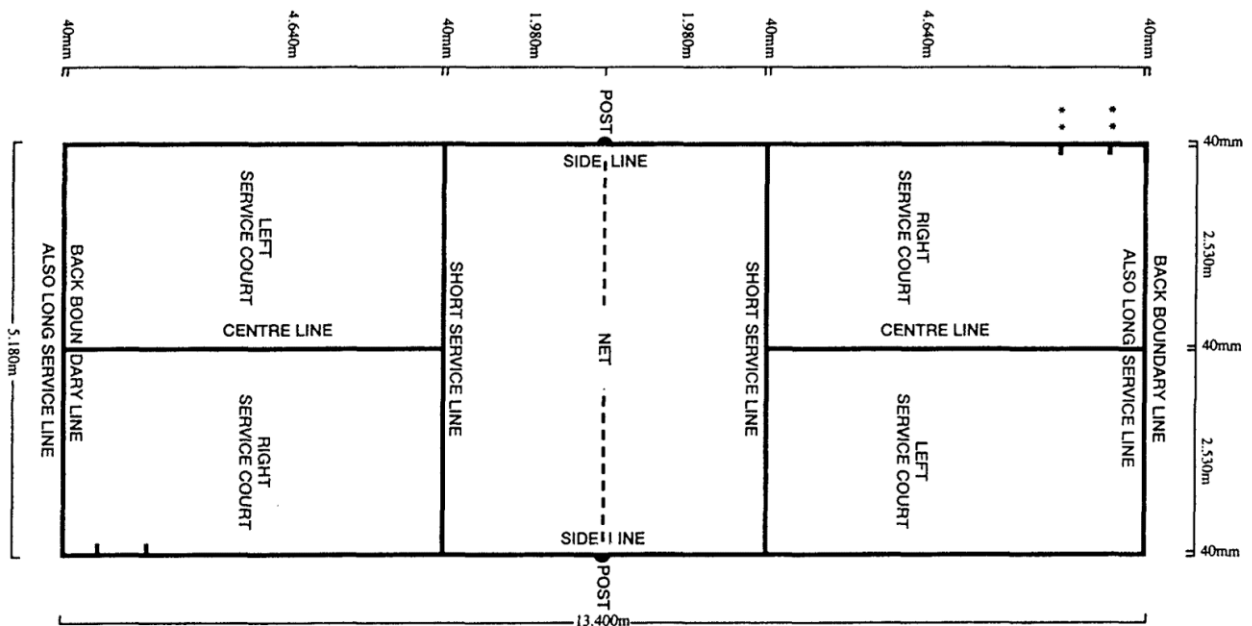 40mm
4.640m
40mm
1.980m
1.980m
40mm
4.640m
40mm
POST
* *
* *
40mm
SIDE LINE
LEFT
SERVICE COURT
RIGHT
SERVICE COURT
2.530m
BACK BOUNDARY LINE
ALSO LONG SERVICE LINE
SHORT SERVICE LINE
SHORT SERVICE LINE
BACK BOUNDARY LINE
ALSO LONG SERVICE LINE
CENTRE LINE
NET
CENTRE LINE
40mm
5.180m
RIGHT
SERVICE COURT
LEFT
SERVICE COURT
2.530m
SIDE LINE
40mm
POST
13.400m